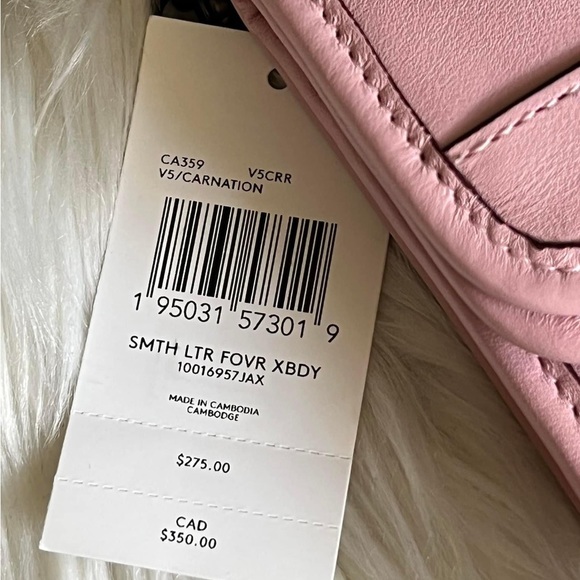 CA359 V5CRR
V5/CARNATION
1 95031 57301 9
SMTH LTR FOVR XBDY
10016957JAX
MADE IN CAMBODIA
CAMBODGE
$275.00
CAD
$350.00